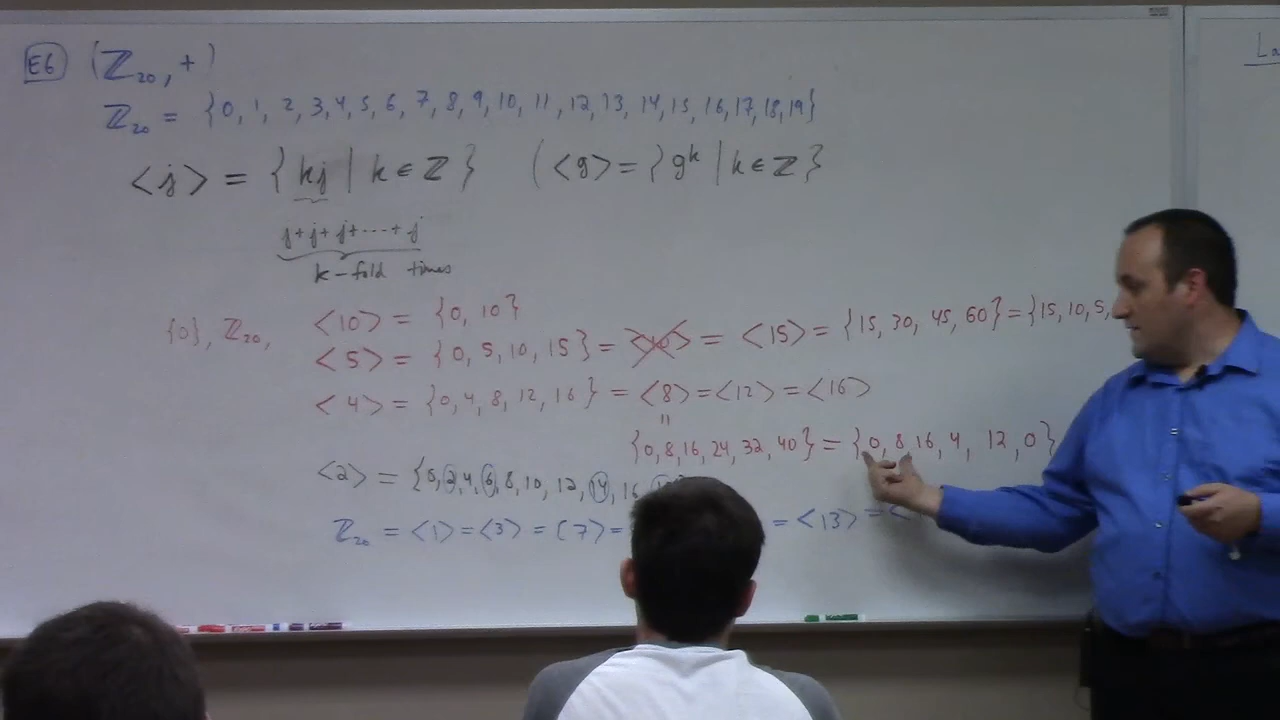 E6 (ℤ₂₀, +)
La
ℤ₂₀ = {0, 1, 2, 3, 4, 5, 6, 7, 8, 9, 10, 11, 12, 13, 14, 15, 16, 17, 18, 19}
<j> = {kj | k ∈ ℤ} (<g> = {gᵏ | k ∈ ℤ}
j+j+j+⋯+j
k-fold times
{0}, ℤ₂₀, <10> = {0, 10}
<5> = {0, 5, 10, 15} = = <15> = {15, 30, 45, 60} = {15, 10, 5,
<4> = {0, 4, 8, 12, 16} = <8> = <12> = <16>
"
{0, 8, 16, 24, 32, 40} = {0, 8, 16, 4, 12, 0}
<2> = {0, 2, 4, 6, 8, 10, 12, 14, 16
ℤ₂₀ = <1> = <3> = (7) = = <13> = <